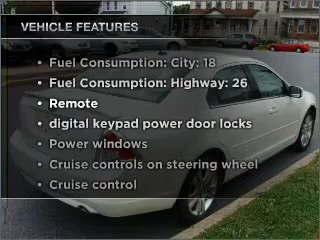 VEHICLE FEATURES
• Fuel Consumption: City: 18
• Fuel Consumption: Highway: 26
• Remote
• digital keypad power door locks
• Power windows
• Cruise controls on steering wheel
• Cruise control